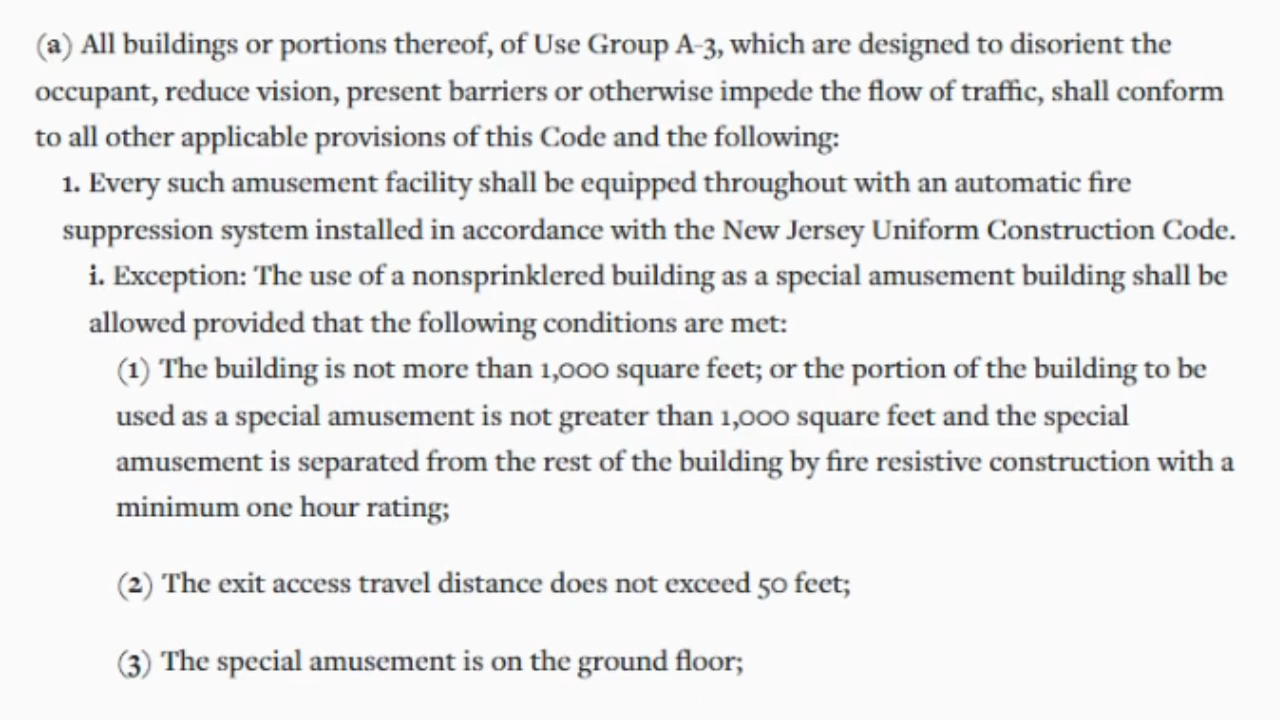 (a) All buildings or portions thereof, of Use Group A-3, which are designed to disorient the
occupant, reduce vision, present barriers or otherwise impede the flow of traffic, shall conform
to all other applicable provisions of this Code and the following:
1. Every such amusement facility shall be equipped throughout with an automatic fire
suppression system installed in accordance with the New Jersey Uniform Construction Code.
i. Exception: The use of a nonsprinklered building as a special amusement building shall be
allowed provided that the following conditions are met:
(1) The building is not more than 1,000 square feet; or the portion of the building to be
used as a special amusement is not greater than 1,000 square feet and the special
amusement is separated from the rest of the building by fire resistive construction with a
minimum one hour rating;
(2) The exit access travel distance does not exceed 50 feet;
(3) The special amusement is on the ground floor;